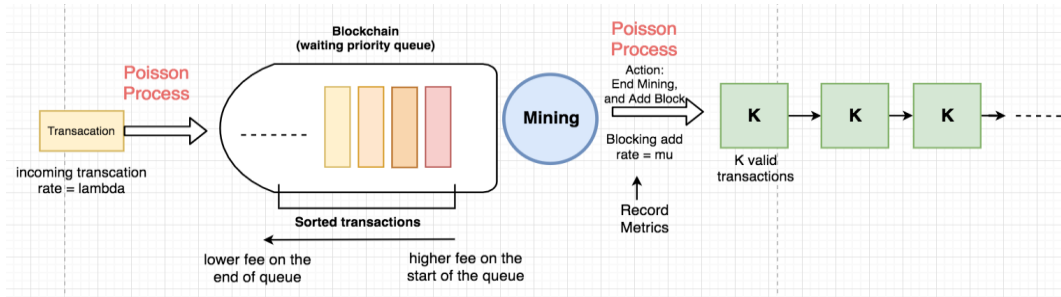 Blockchain
(waiting priority queue)
Poisson
Process
Transacation
incoming transcation
rate = lambda
Sorted transactions
lower fee on the
end of queue
higher fee on the
start of the queue
Mining
Poisson
Process
Action:
End Mining,
and Add Block
Blocking add
rate = mu
Record
Metrics
K
K
K
K valid
transactions